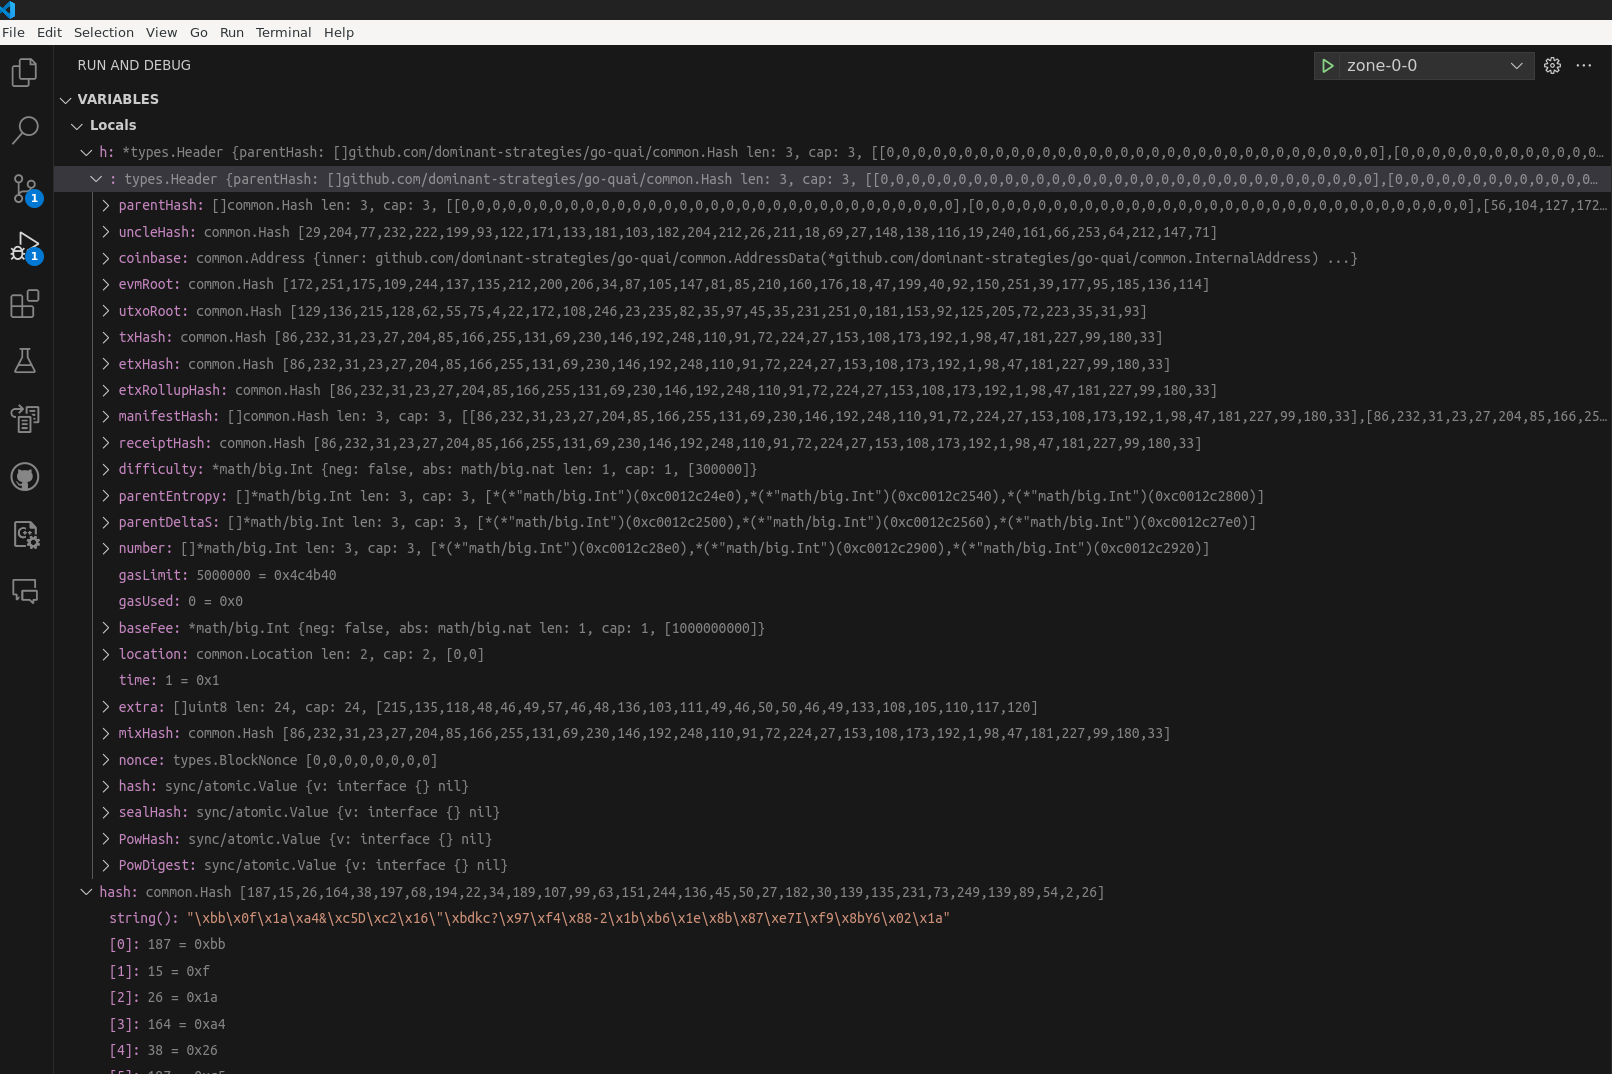 File Edit Selection View Go Run Terminal Help
RUN AND DEBUG
zone-0-0
VARIABLES
Locals
h: *types.Header {parentHash: []github.com/dominant-strategies/go-quai/common.Hash len: 3, cap: 3, [[0,0,0,0,0,0,0,0,0,0,0,0,0,0,0,0,0,0,0,0,0,0,0,0,0,0,0,0,0,0,0,0],[0,0,0,0,0,0,0,0,0,0,0,0,0…
: types.Header {parentHash: []github.com/dominant-strategies/go-quai/common.Hash len: 3, cap: 3, [[0,0,0,0,0,0,0,0,0,0,0,0,0,0,0,0,0,0,0,0,0,0,0,0,0,0,0,0,0,0,0,0],[0,0,0,0,0,0,0,0,0,0,0,0,0…
parentHash: []common.Hash len: 3, cap: 3, [[0,0,0,0,0,0,0,0,0,0,0,0,0,0,0,0,0,0,0,0,0,0,0,0,0,0,0,0,0,0,0,0],[0,0,0,0,0,0,0,0,0,0,0,0,0,0,0,0,0,0,0,0,0,0,0,0,0,0,0,0,0,0,0,0],[56,104,127,172…
uncleHash: common.Hash [29,204,77,232,222,199,93,122,171,133,181,103,182,204,212,26,211,18,69,27,148,138,116,19,240,161,66,253,64,212,147,71]
coinbase: common.Address {inner: github.com/dominant-strategies/go-quai/common.AddressData(*github.com/dominant-strategies/go-quai/common.InternalAddress) ...}
evmRoot: common.Hash [172,251,175,109,244,137,135,212,200,206,34,87,105,147,81,85,210,160,176,18,47,199,40,92,150,251,39,177,95,185,136,114]
utxoRoot: common.Hash [129,136,215,128,62,55,75,4,22,172,108,246,23,235,82,35,97,45,35,231,251,0,181,153,92,125,205,72,223,35,31,93]
txHash: common.Hash [86,232,31,23,27,204,85,166,255,131,69,230,146,192,248,110,91,72,224,27,153,108,173,192,1,98,47,181,227,99,180,33]
etxHash: common.Hash [86,232,31,23,27,204,85,166,255,131,69,230,146,192,248,110,91,72,224,27,153,108,173,192,1,98,47,181,227,99,180,33]
etxRollupHash: common.Hash [86,232,31,23,27,204,85,166,255,131,69,230,146,192,248,110,91,72,224,27,153,108,173,192,1,98,47,181,227,99,180,33]
manifestHash: []common.Hash len: 3, cap: 3, [[86,232,31,23,27,204,85,166,255,131,69,230,146,192,248,110,91,72,224,27,153,108,173,192,1,98,47,181,227,99,180,33],[86,232,31,23,27,204,85,166,25…
receiptHash: common.Hash [86,232,31,23,27,204,85,166,255,131,69,230,146,192,248,110,91,72,224,27,153,108,173,192,1,98,47,181,227,99,180,33]
difficulty: *math/big.Int {neg: false, abs: math/big.nat len: 1, cap: 1, [300000]}
parentEntropy: []*math/big.Int len: 3, cap: 3, [*(*"math/big.Int")(0xc0012c24e0),*(*"math/big.Int")(0xc0012c2540),*(*"math/big.Int")(0xc0012c2800)]
parentDeltaS: []*math/big.Int len: 3, cap: 3, [*(*"math/big.Int")(0xc0012c2500),*(*"math/big.Int")(0xc0012c2560),*(*"math/big.Int")(0xc0012c27e0)]
number: []*math/big.Int len: 3, cap: 3, [*(*"math/big.Int")(0xc0012c28e0),*(*"math/big.Int")(0xc0012c2900),*(*"math/big.Int")(0xc0012c2920)]
gasLimit: 5000000 = 0x4c4b40
gasUsed: 0 = 0x0
baseFee: *math/big.Int {neg: false, abs: math/big.nat len: 1, cap: 1, [1000000000]}
location: common.Location len: 2, cap: 2, [0,0]
time: 1 = 0x1
extra: []uint8 len: 24, cap: 24, [215,135,118,48,46,49,57,46,48,136,103,111,49,46,50,50,46,49,133,108,105,110,117,120]
mixHash: common.Hash [86,232,31,23,27,204,85,166,255,131,69,230,146,192,248,110,91,72,224,27,153,108,173,192,1,98,47,181,227,99,180,33]
nonce: types.BlockNonce [0,0,0,0,0,0,0,0]
hash: sync/atomic.Value {v: interface {} nil}
sealHash: sync/atomic.Value {v: interface {} nil}
PowHash: sync/atomic.Value {v: interface {} nil}
PowDigest: sync/atomic.Value {v: interface {} nil}
hash: common.Hash [187,15,26,164,38,197,68,194,22,34,189,107,99,63,151,244,136,45,50,27,182,30,139,135,231,73,249,139,89,54,2,26]
string(): "\xbb\x0f\x1a\xa4&\xc5D\xc2\x16\"\xbdkc?\x97\xf4\x88-2\x1b\xb6\x1e\x8b\x87\xe7I\xf9\x8bY6\x02\x1a"
[0]: 187 = 0xbb
[1]: 15 = 0xf
[2]: 26 = 0x1a
[3]: 164 = 0xa4
[4]: 38 = 0x26
1
1